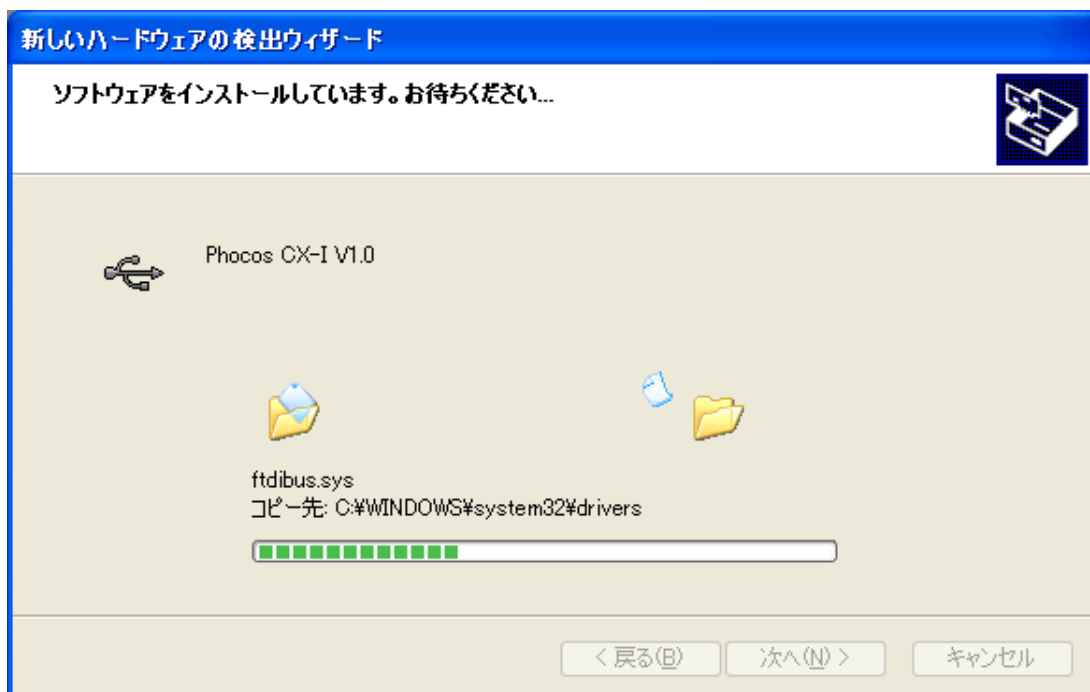 新しいハードウェアの検出ウィザード
ソフトウェアをインストールしています。お待ちください...
Phocos CX-I V1.0
ftdibus.sys
コピー先: C:¥WINDOWS¥system32¥drivers
< 戻る(B) 次へ(N) > キャンセル